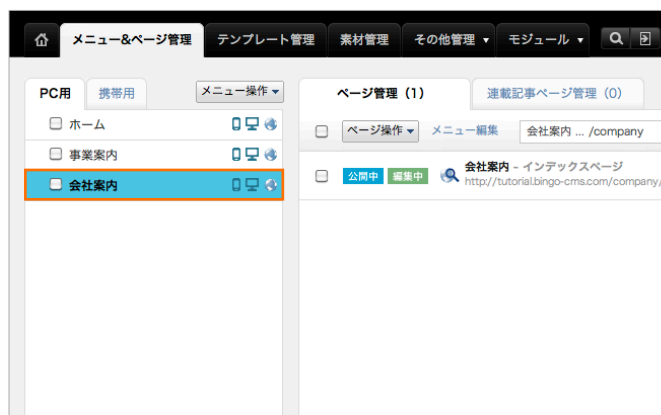 メニュー&ページ管理 テンプレート管理 素材管理 その他管理 ▼ モジュール ▼
PC用 携帯用 メニュー操作 ▼
ホーム
事業案内
会社案内
ページ管理（1） 連載記事ページ管理（0）
ページ操作 ▼ メニュー編集 会社案内 ... /company
公開中 編集中 会社案内 - インデックスページ
http://tutorial.bingo-cms.com/company/